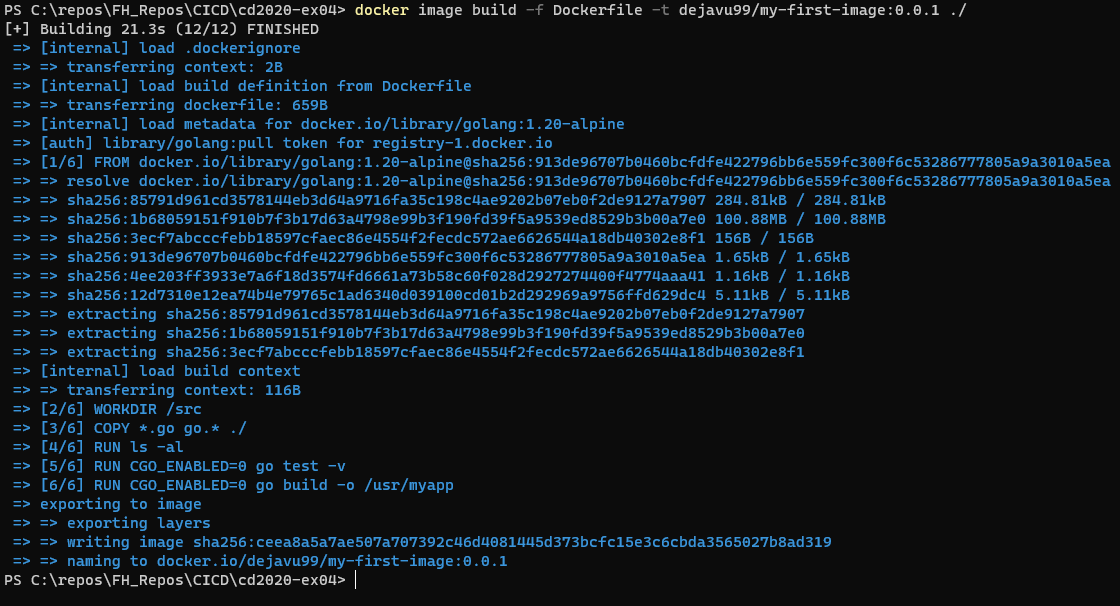 PS C:\repos\FH_Repos\CICD\cd2020-ex04> docker image build -f Dockerfile -t dejavu99/my-first-image:0.0.1 ./
[+] Building 21.3s (12/12) FINISHED
=> [internal] load .dockerignore
=> => transferring context: 2B
=> [internal] load build definition from Dockerfile
=> => transferring dockerfile: 659B
=> [internal] load metadata for docker.io/library/golang:1.20-alpine
=> [auth] library/golang:pull token for registry-1.docker.io
=> [1/6] FROM docker.io/library/golang:1.20-alpine@sha256:913de96707b0460bcfdfe422796bb6e559fc300f6c53286777805a9a3010a5ea
=> => resolve docker.io/library/golang:1.20-alpine@sha256:913de96707b0460bcfdfe422796bb6e559fc300f6c53286777805a9a3010a5ea
=> => sha256:85791d961cd3578144eb3d64a9716fa35c198c4ae9202b07eb0f2de9127a7907 284.81kB / 284.81kB
=> => sha256:1b68059151f910b7f3b17d63a4798e99b3f190fd39f5a9539ed8529b3b00a7e0 100.88MB / 100.88MB
=> => sha256:3ecf7abcccfebb18597cfaec86e4554f2fecdc572ae6626544a18db40302e8f1 156B / 156B
=> => sha256:913de96707b0460bcfdfe422796bb6e559fc300f6c53286777805a9a3010a5ea 1.65kB / 1.65kB
=> => sha256:4ee203ff3933e7a6f18d3574fd6661a73b58c60f028d2927274400f4774aaa41 1.16kB / 1.16kB
=> => sha256:12d7310e12ea74b4e79765c1ad6340d039100cd01b2d292969a9756ffd629dc4 5.11kB / 5.11kB
=> => extracting sha256:85791d961cd3578144eb3d64a9716fa35c198c4ae9202b07eb0f2de9127a7907
=> => extracting sha256:1b68059151f910b7f3b17d63a4798e99b3f190fd39f5a9539ed8529b3b00a7e0
=> => extracting sha256:3ecf7abcccfebb18597cfaec86e4554f2fecdc572ae6626544a18db40302e8f1
=> [internal] load build context
=> => transferring context: 116B
=> [2/6] WORKDIR /src
=> [3/6] COPY *.go go.* ./
=> [4/6] RUN ls -al
=> [5/6] RUN CGO_ENABLED=0 go test -v
=> [6/6] RUN CGO_ENABLED=0 go build -o /usr/myapp
=> exporting to image
=> => exporting layers
=> => writing image sha256:ceea8a5a7ae507a707392c46d4081445d373bcfc15e3c6cbda3565027b8ad319
=> => naming to docker.io/dejavu99/my-first-image:0.0.1
PS C:\repos\FH_Repos\CICD\cd2020-ex04>